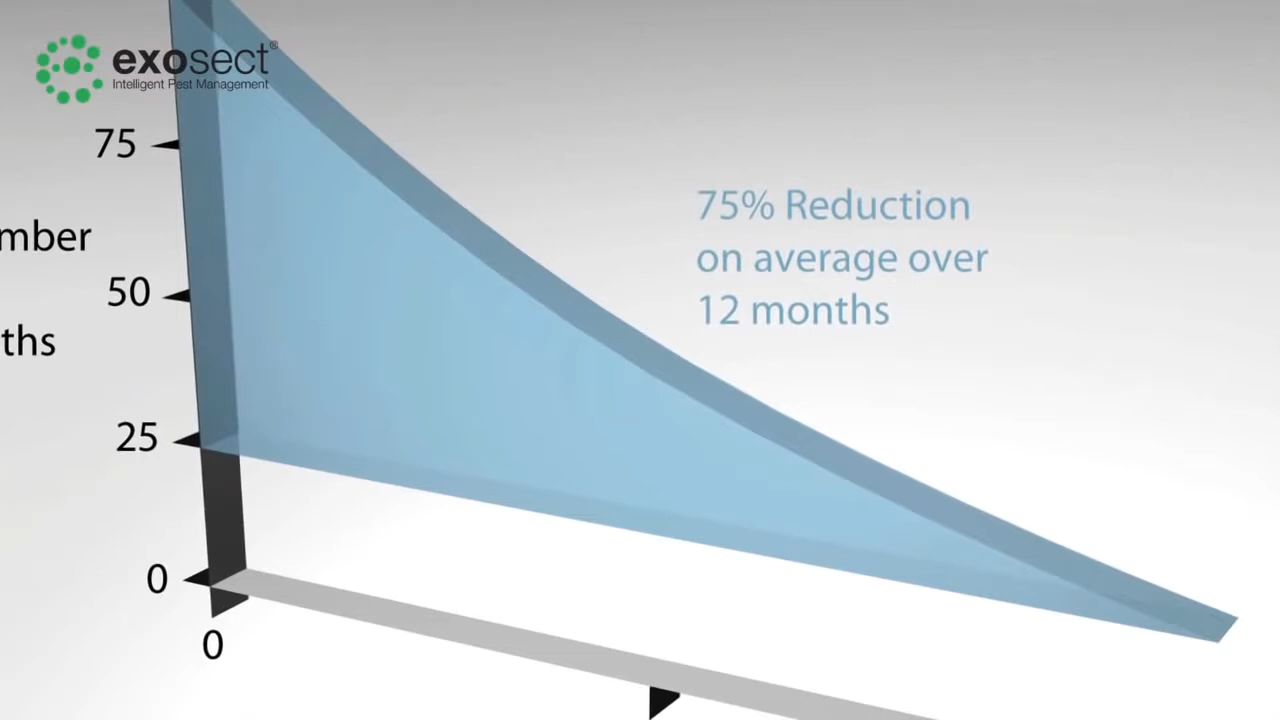 exosect®
Intelligent Pest Management
75
mber
50
ths
25
0
0
75% Reduction
on average over
12 months